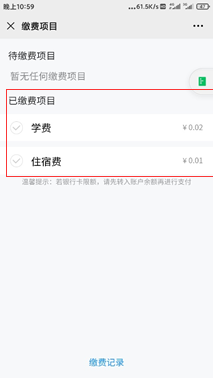 晚上10:59 ...61.5K/s 47
缴费项目
待缴费项目
暂无任何缴费项目
已缴费项目
学费 ¥ 0.02
住宿费 ¥ 0.01
温馨提示：若银行卡限额，请先转入账户余额再进行支付
缴费记录